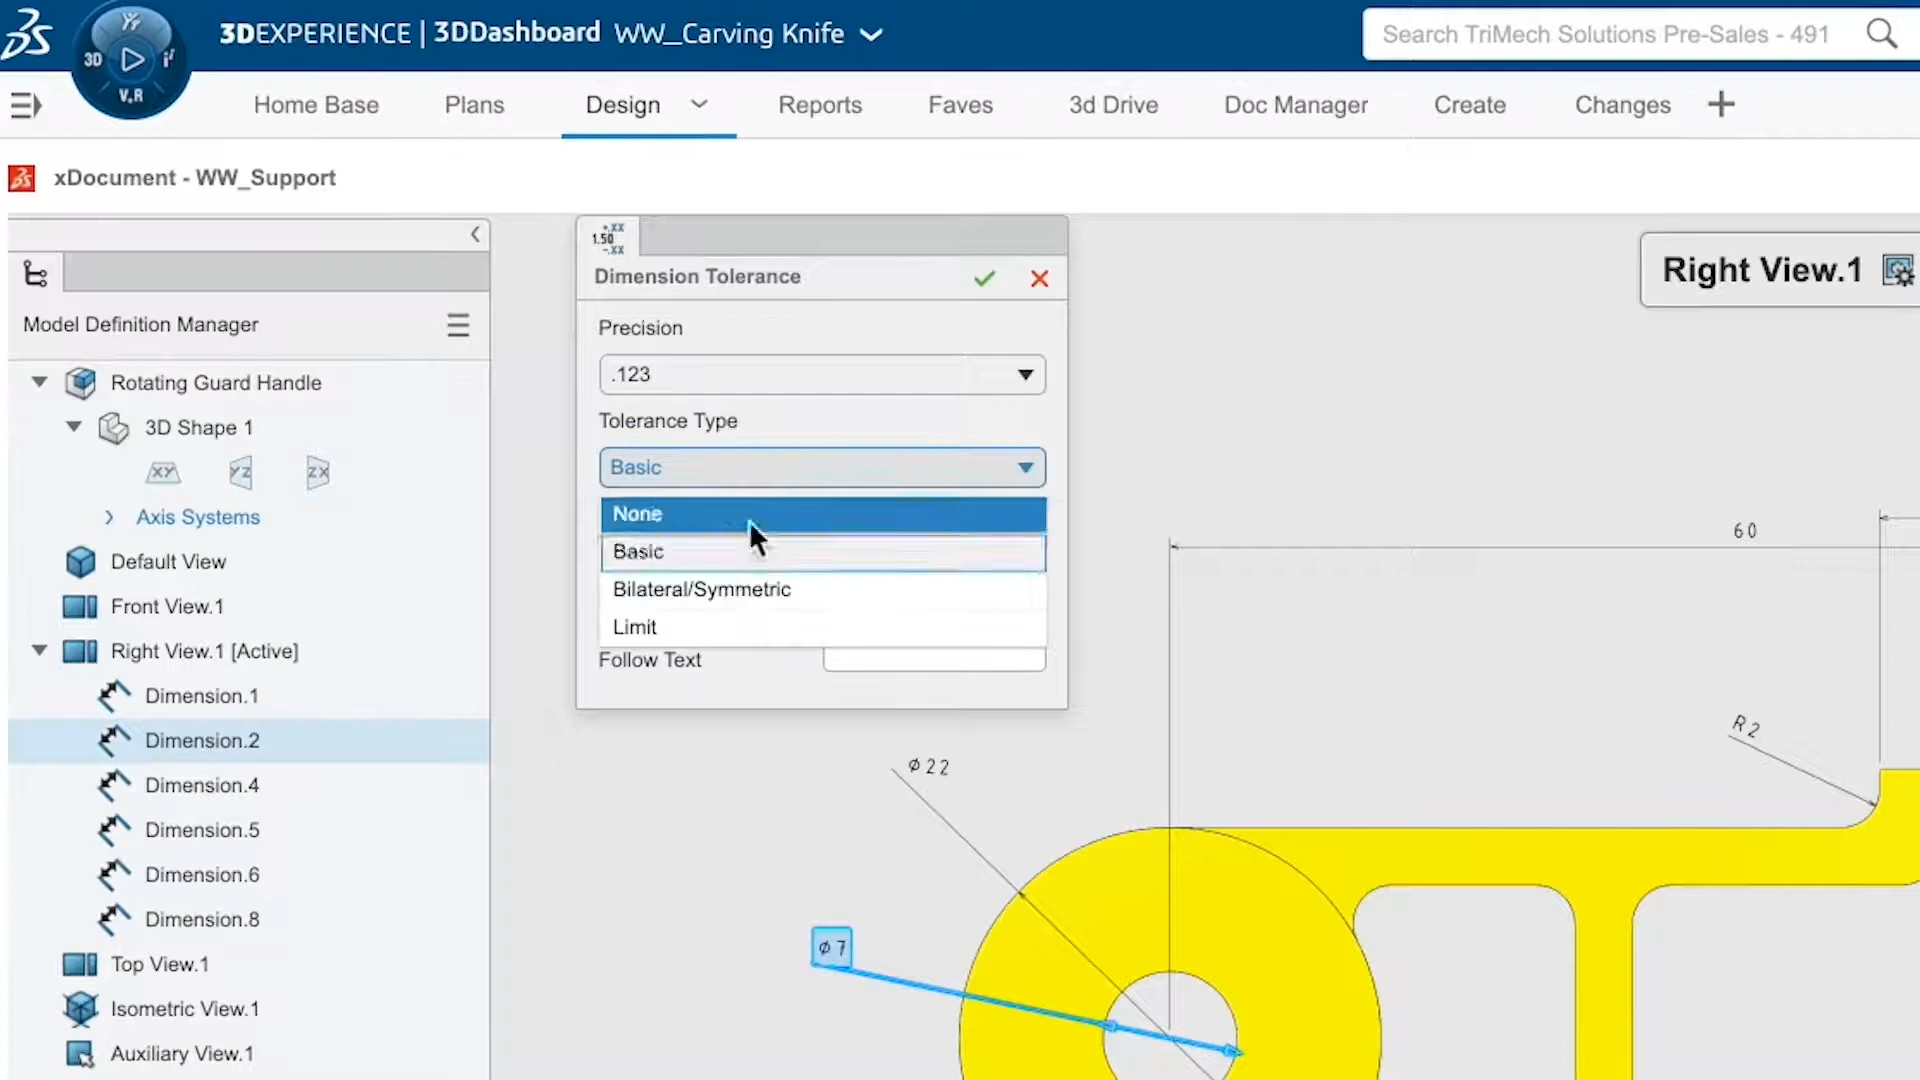 3DEXPERIENCE | 3DDashboard WW_Carving Knife
Search TriMech Solutions Pre-Sales - 491
3D
V,R
Home Base
Plans
Design
Reports
Faves
3d Drive
Doc Manager
Create
Changes
xDocument - WW_Support
Model Definition Manager
Rotating Guard Handle
3D Shape 1
XY
YZ
ZX
Axis Systems
Default View
Front View.1
Right View.1 [Active]
Dimension.1
Dimension.2
Dimension.4
Dimension.5
Dimension.6
Dimension.8
Top View.1
Isometric View.1
Auxiliary View.1
1.50 +.XX -.XX
Dimension Tolerance
Precision
.123
Tolerance Type
Basic
None
Basic
Bilateral/Symmetric
Limit
Follow Text
Right View.1
60
R2
⌀22
⌀7